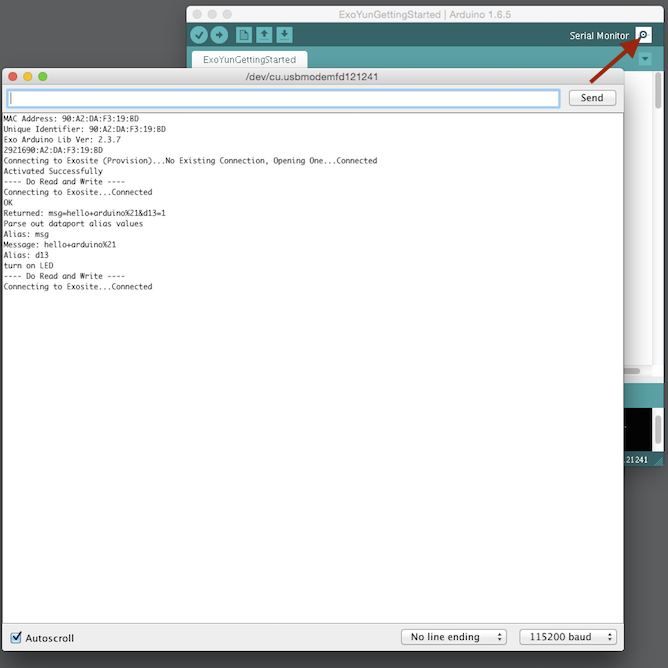 ExoYunGettingStarted | Arduino 1.6.5
Serial Monitor
ExoYunGettingStarted
/dev/cu.usbmodemfd121241
Send
MAC Address: 90:A2:DA:F3:19:BD
Unique Identifier: 90:A2:DA:F3:19:BD
Exo Arduino Lib Ver: 2.3.7
2921690:A2:DA:F3:19:BD
Connecting to Exosite (Provision)...No Existing Connection, Opening One...Connected
Activated Successfully
---- Do Read and Write ----
Connecting to Exosite...Connected
OK
Returned: msg=hello+arduino%21&d13=1
Parse out dataport alias values
Alias: msg
Message: hello+arduino%21
Alias: d13
turn on LED
---- Do Read and Write ----
Connecting to Exosite...Connected
21241
Autoscroll
No line ending
115200 baud